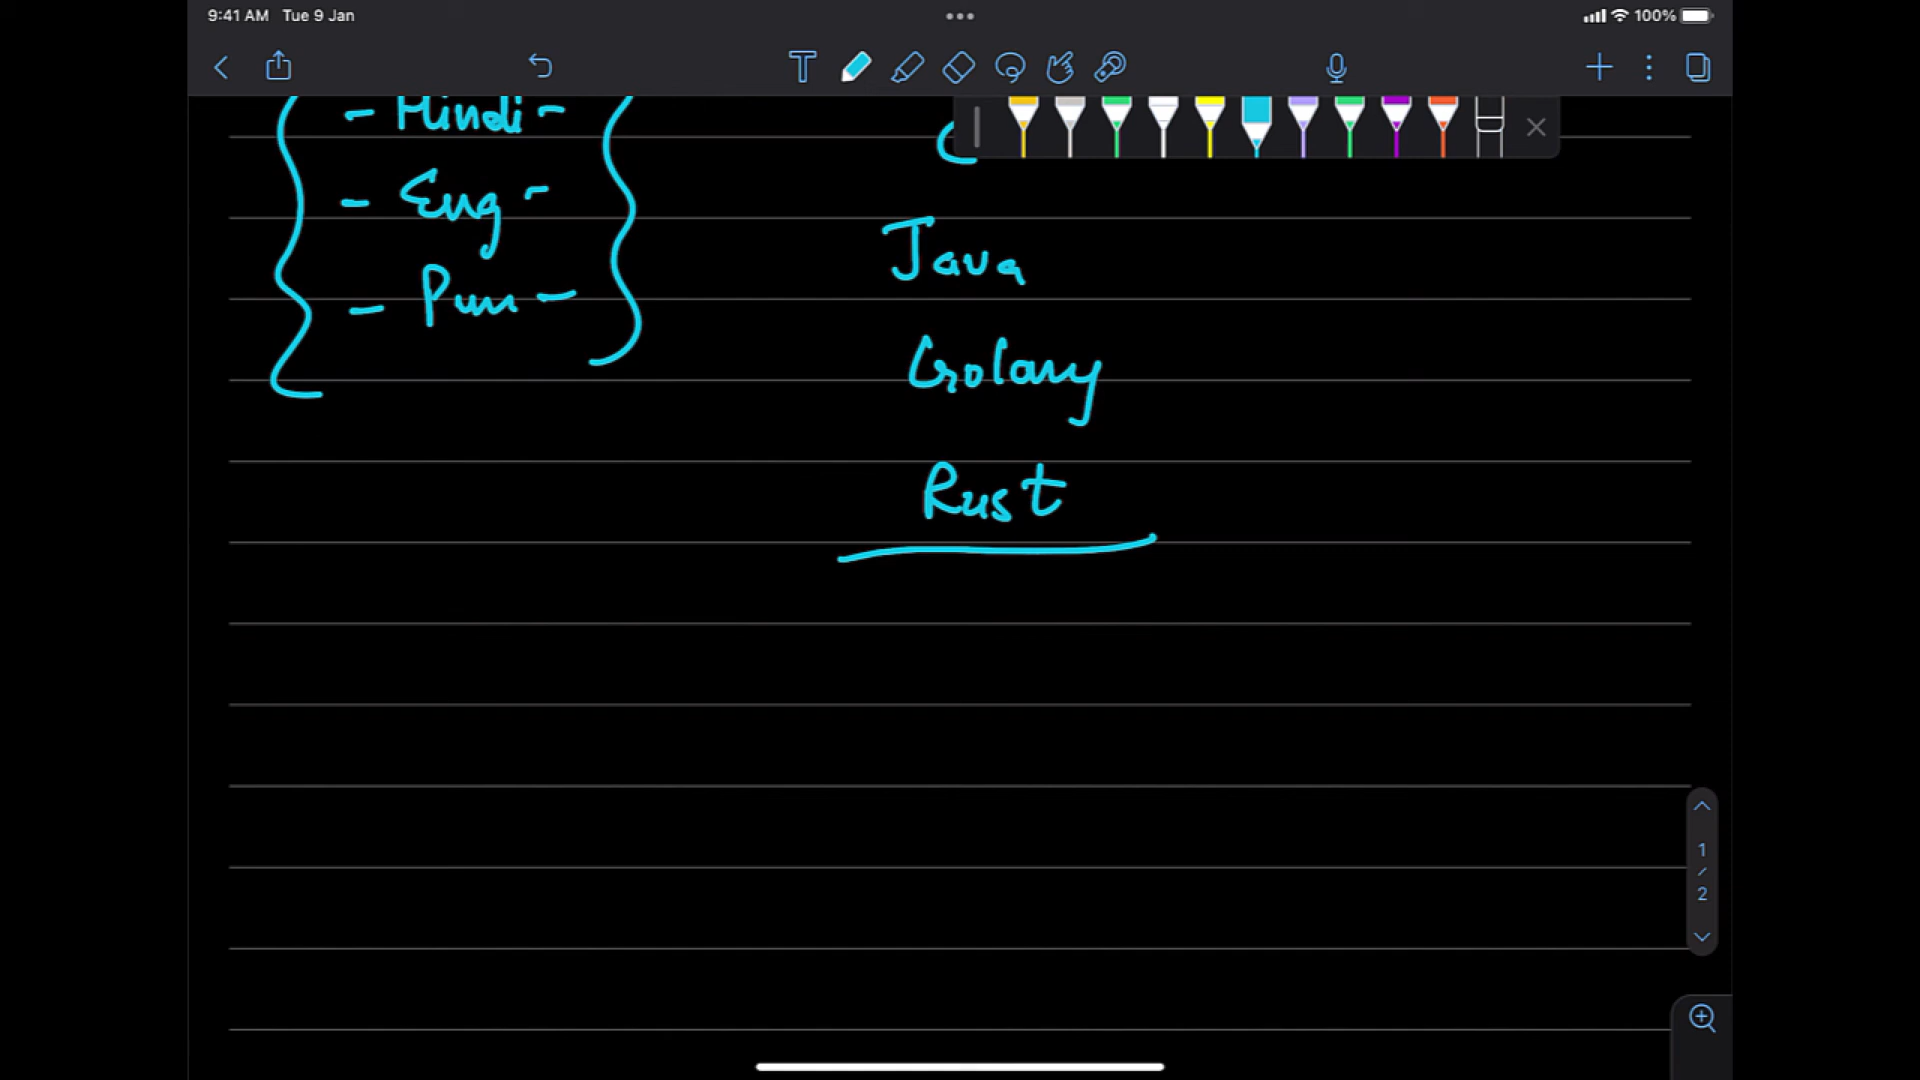 9:41 AM Tue 9 Jan
100%
T
- Hindi -
- Eng -
- Pun -
Java
Golang
Rust
1
/
2